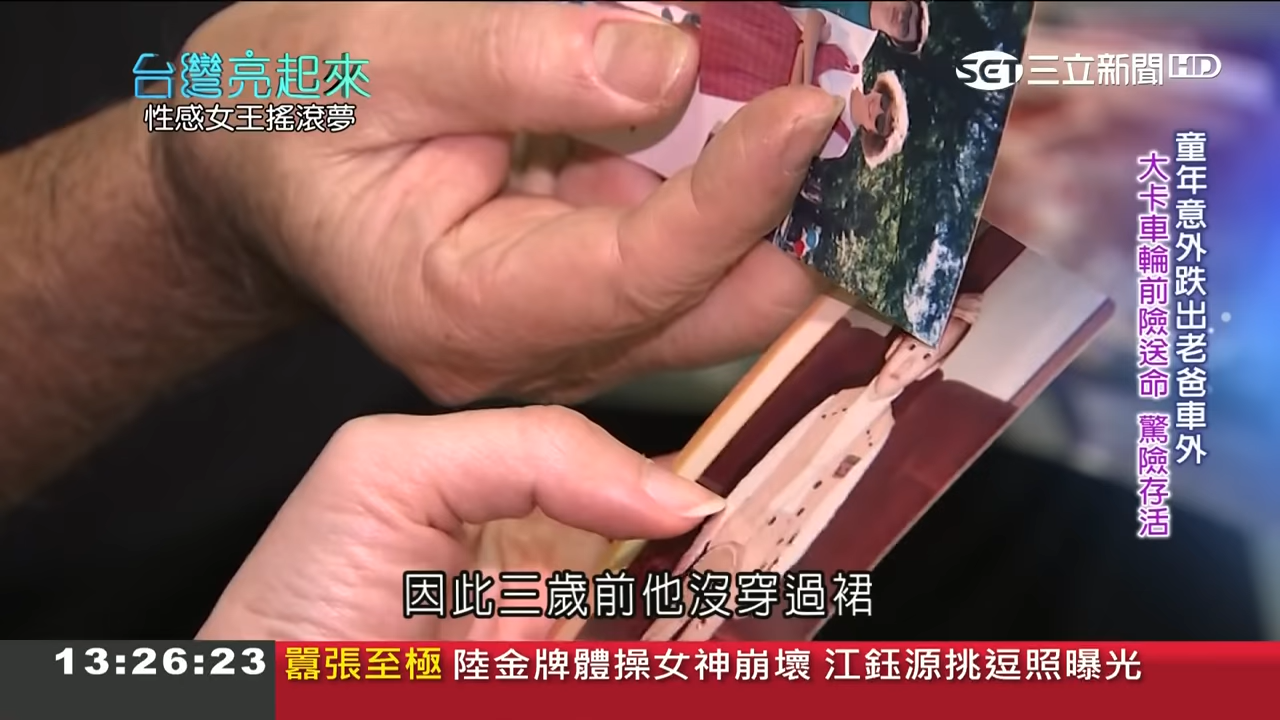 台灣亮起來
性感女王搖滾夢
SET三立新聞HD
童年意外跌出老爸車外
大卡車輪前險送命 驚險存活
因此三歲前他沒穿過裙
13:26:23
囂張至極 陸金牌體操女神崩壞 江鈺源挑逗照曝光